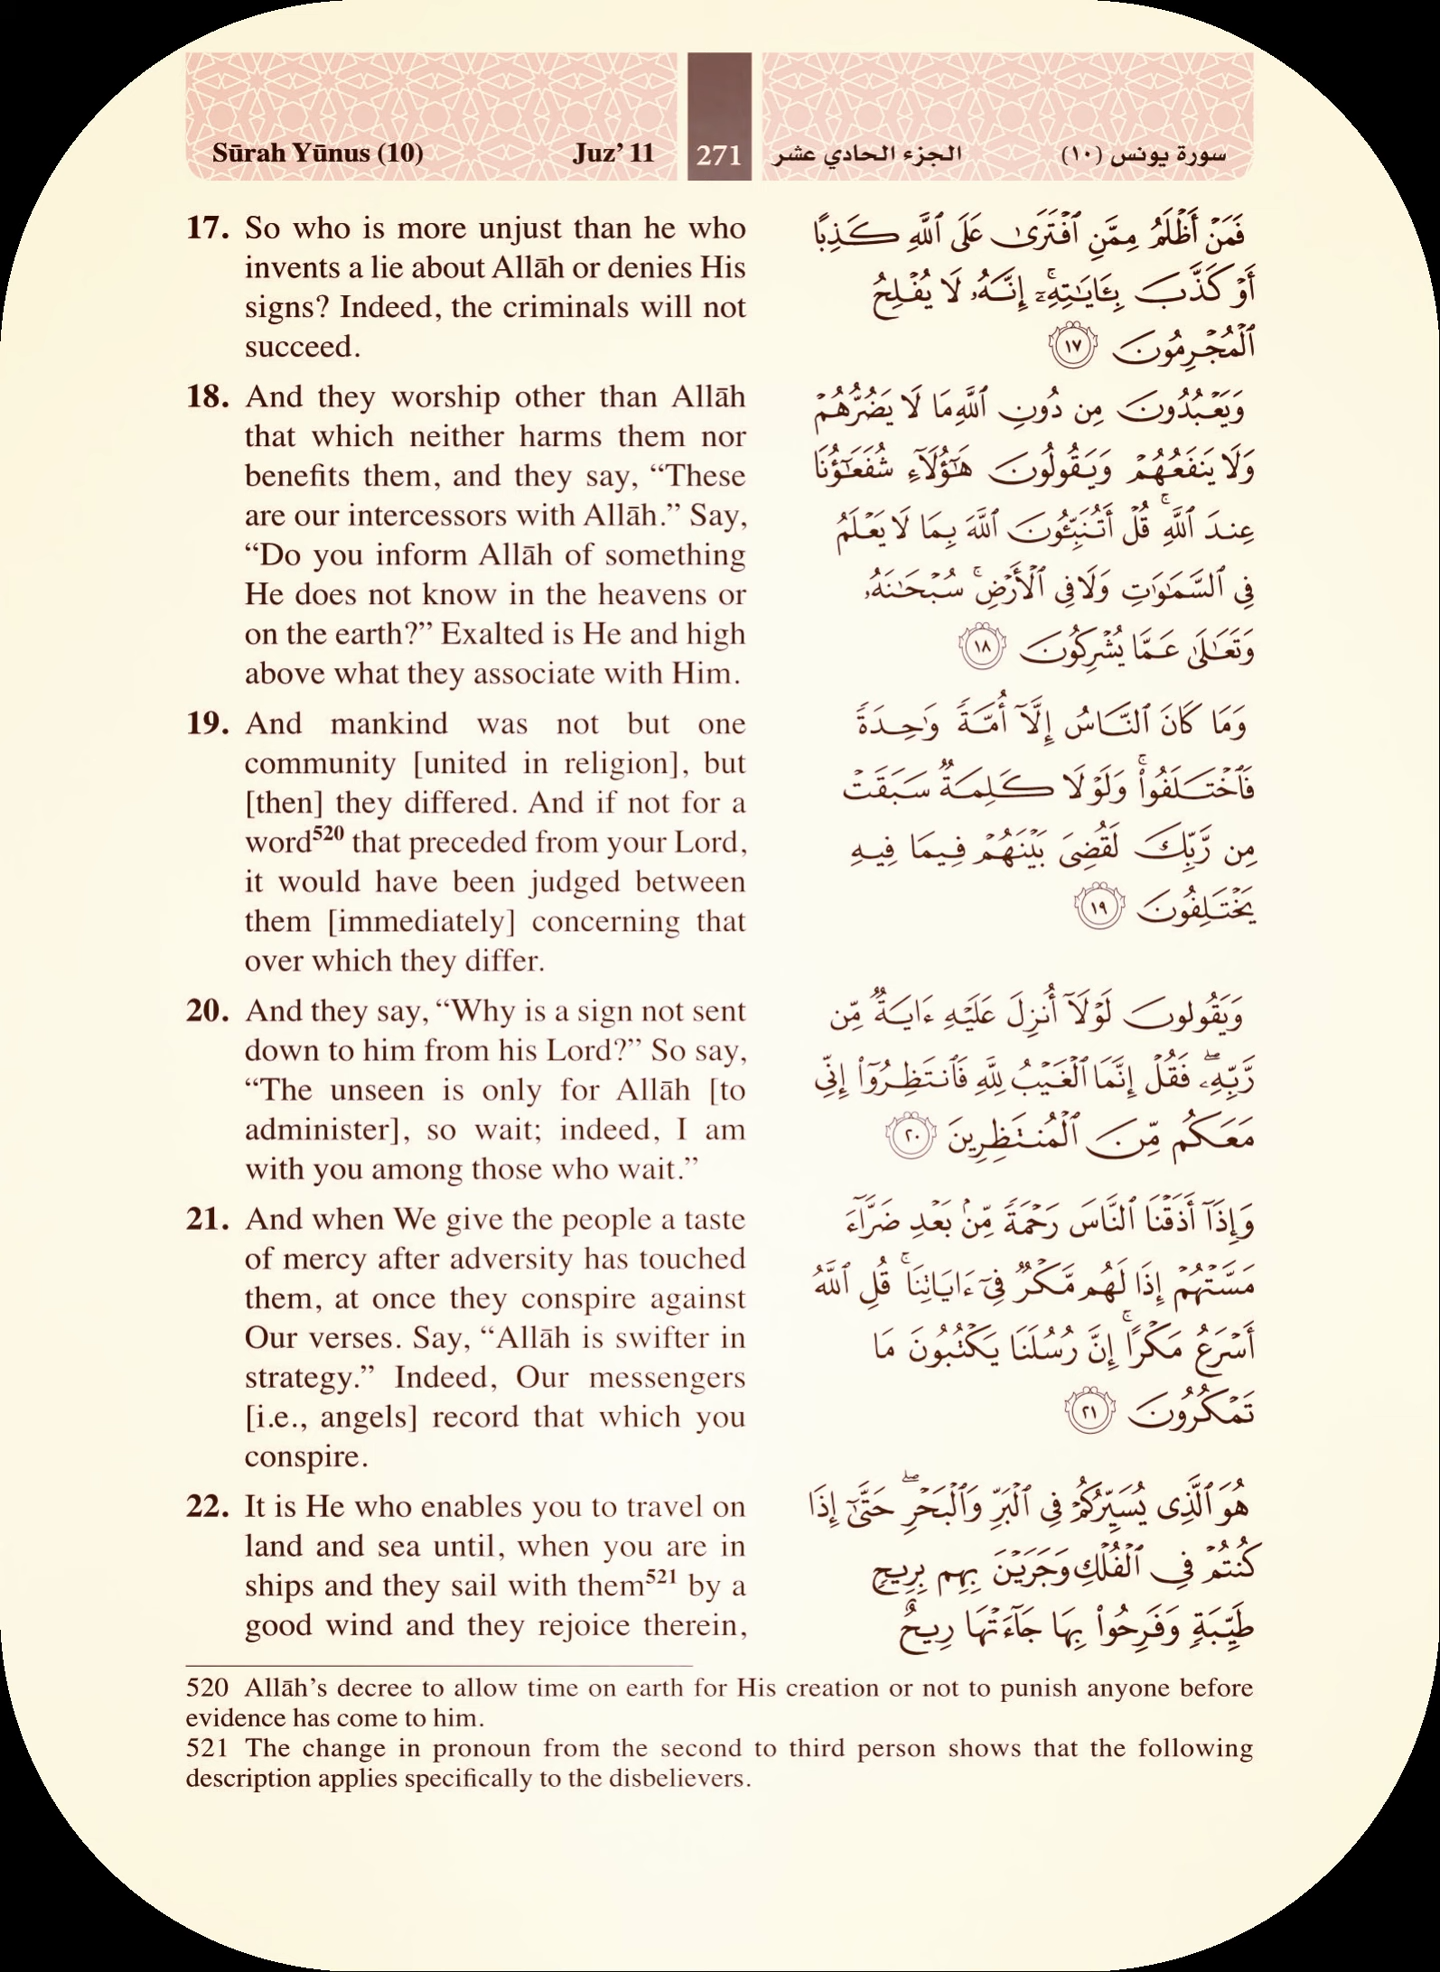 Sūrah Yūnus (10)
Juz’ 11
271
الجزء الحادي عشر
سورة يونس (١٠)
17. So who is more unjust than he who
invents a lie about Allāh or denies His
signs? Indeed, the criminals will not
succeed.
فَمَنْ أَظْلَمُ مِمَّنِ ٱفْتَرَىٰ عَلَى ٱللَّهِ كَذِبًا
أَوْ كَذَّبَ بِـَٔايَـٰتِهِۦٓ ۚ إِنَّهُۥ لَا يُفْلِحُ
ٱلْمُجْرِمُونَ ١٧
18. And they worship other than Allāh
that which neither harms them nor
benefits them, and they say, “These
are our intercessors with Allāh.” Say,
“Do you inform Allāh of something
He does not know in the heavens or
on the earth?” Exalted is He and high
above what they associate with Him.
وَيَعْبُدُونَ مِن دُونِ ٱللَّهِ مَا لَا يَضُرُّهُمْ
وَلَا يَنفَعُهُمْ وَيَقُولُونَ هَـٰٓؤُلَآءِ شُفَعَـٰٓؤُنَا
عِندَ ٱللَّهِ ۚ قُلْ أَتُنَبِّـُٔونَ ٱللَّهَ بِمَا لَا يَعْلَمُ
فِى ٱلسَّمَـٰوَٰتِ وَلَا فِى ٱلْأَرْضِ ۚ سُبْحَـٰنَهُۥ
وَتَعَـٰلَىٰ عَمَّا يُشْرِكُونَ ١٨
19. And mankind was not but one
community [united in religion], but
[then] they differed. And if not for a
word520 that preceded from your Lord,
it would have been judged between
them [immediately] concerning that
over which they differ.
وَمَا كَانَ ٱلنَّاسُ إِلَّآ أُمَّةً وَٰحِدَةً
فَٱخْتَلَفُوا۟ ۚ وَلَوْلَا كَلِمَةٌ سَبَقَتْ
مِن رَّبِّكَ لَقُضِىَ بَيْنَهُمْ فِيمَا فِيهِ
يَخْتَلِفُونَ ١٩
20. And they say, “Why is a sign not sent
down to him from his Lord?” So say,
“The unseen is only for Allāh [to
administer], so wait; indeed, I am
with you among those who wait.”
وَيَقُولُونَ لَوْلَآ أُنزِلَ عَلَيْهِ ءَايَةٌ مِّن
رَّبِّهِۦ ۖ فَقُلْ إِنَّمَا ٱلْغَيْبُ لِلَّهِ فَٱنتَظِرُوٓا۟ إِنِّى
مَعَكُم مِّنَ ٱلْمُنتَظِرِينَ ٢٠
21. And when We give the people a taste
of mercy after adversity has touched
them, at once they conspire against
Our verses. Say, “Allāh is swifter in
strategy.” Indeed, Our messengers
[i.e., angels] record that which you
conspire.
وَإِذَآ أَذَقْنَا ٱلنَّاسَ رَحْمَةً مِّنۢ بَعْدِ ضَرَّآءَ
مَسَّتْهُمْ إِذَا لَهُم مَّكْرٌ فِىٓ ءَايَاتِنَا ۚ قُلِ ٱللَّهُ
أَسْرَعُ مَكْرًا ۚ إِنَّ رُسُلَنَا يَكْتُبُونَ مَا
تَمْكُرُونَ ٢١
22. It is He who enables you to travel on
land and sea until, when you are in
ships and they sail with them521 by a
good wind and they rejoice therein,
هُوَ ٱلَّذِى يُسَيِّرُكُمْ فِى ٱلْبَرِّ وَٱلْبَحْرِ ۖ حَتَّىٰٓ إِذَا
كُنتُمْ فِى ٱلْفُلْكِ وَجَرَيْنَ بِهِم بِرِيحٍ
طَيِّبَةٍ وَفَرِحُوا۟ بِهَا جَآءَتْهَا رِيحٌ
520 Allāh’s decree to allow time on earth for His creation or not to punish anyone before
evidence has come to him.
521 The change in pronoun from the second to third person shows that the following
description applies specifically to the disbelievers.